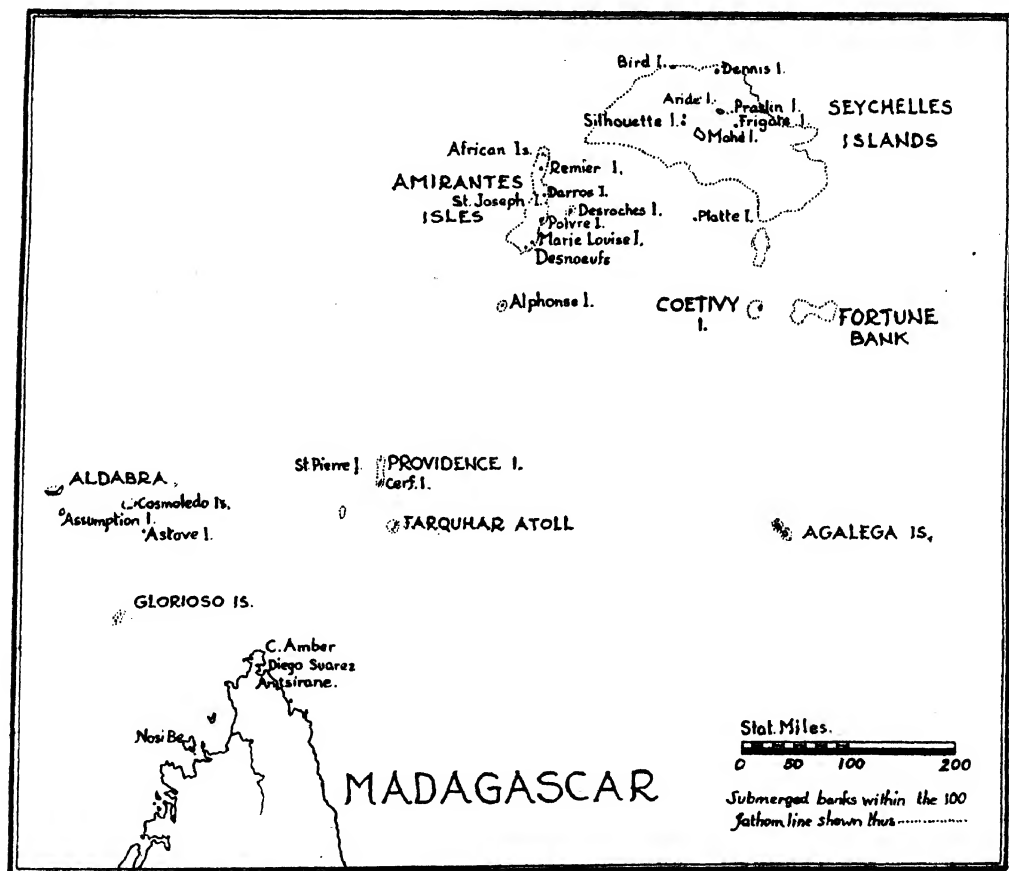 Bird I.
Dennis I.
Aride I.
Praslin I.
SEYCHELLES
ISLANDS
Silhouette I.
Frigate I.
Mahé I.
African Is.
Remier I.
AMIRANTES
ISLES
St. Joseph I.
Darros I.
Desroches I.
Poivre I.
Marie Louise I.
Desnoeufs
Platte I.
Alphonse I.
COETIVY
I.
FORTUNE
BANK
ALDABRA
Cosmoledo Is.
Assumption I.
Astove I.
St Pierre I.
PROVIDENCE I.
Cerf. I.
FARQUHAR ATOLL
AGALEGA IS.
GLORIOSO IS.
C. Amber
Diego Suarez
Antsirane.
Nosi Be
MADAGASCAR
Stat. Miles.
0 50 100 200
Submerged banks within the 100
fathom line shown thus